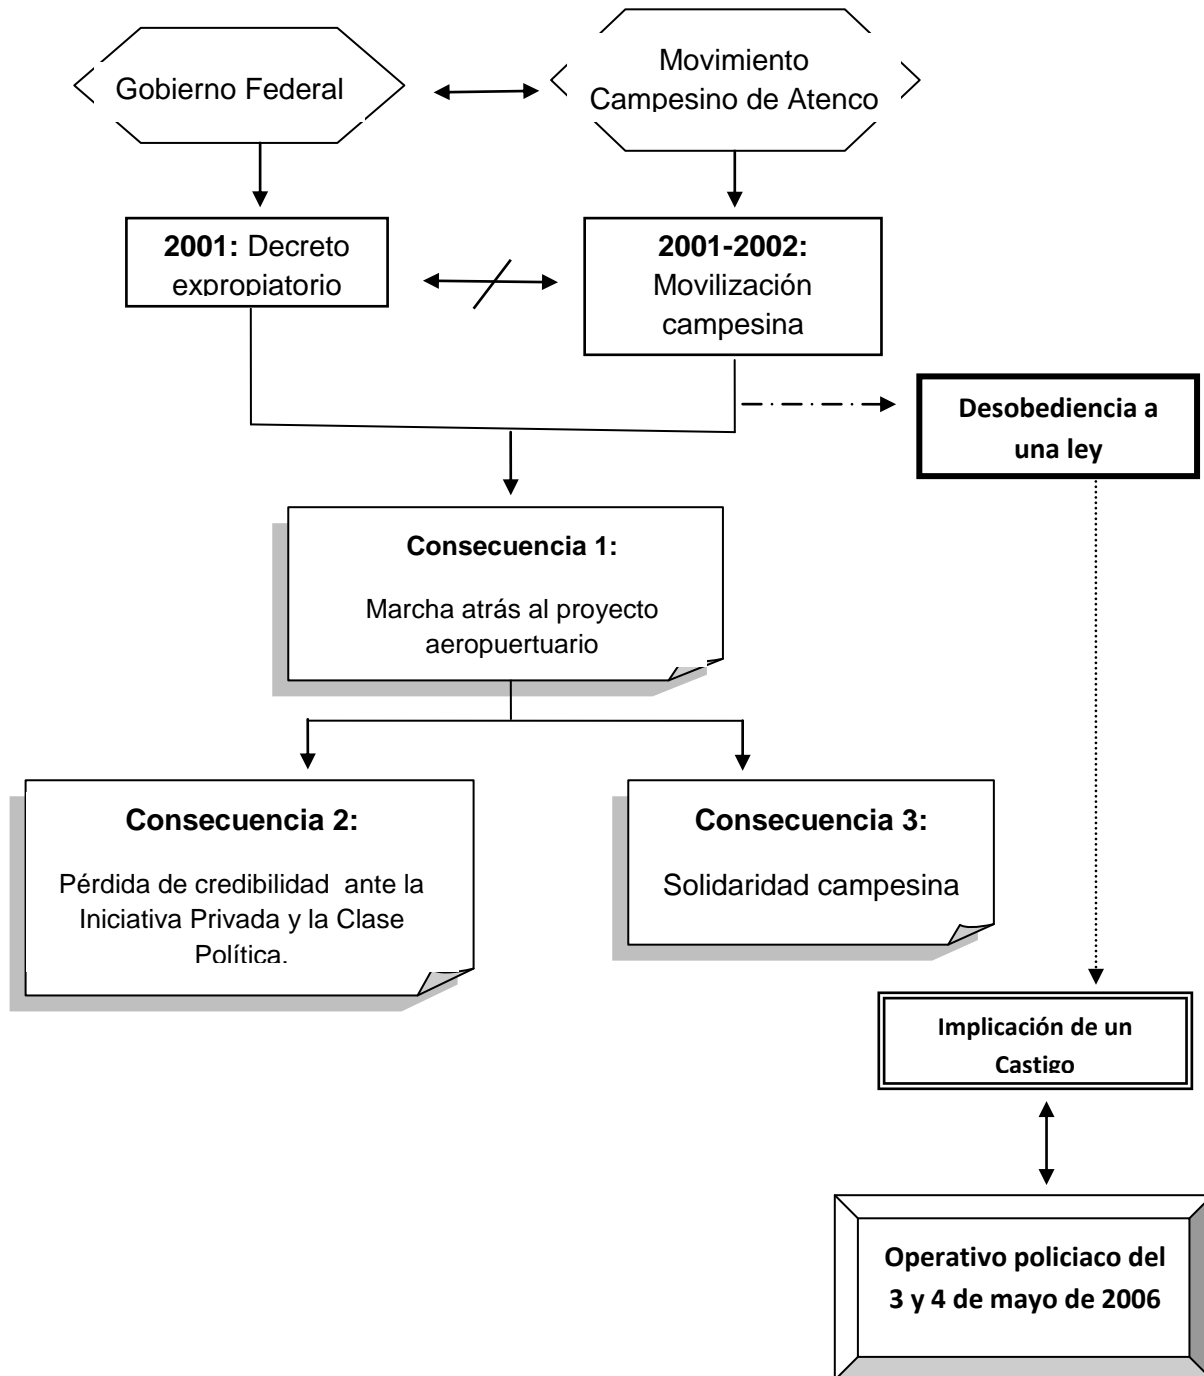 Gobierno Federal
Movimiento
Campesino de Atenco
2001: Decreto
expropiatorio
2001-2002:
Movilización
campesina
Desobediencia a
una ley
Consecuencia 1:
Marcha atrás al proyecto
aeropuertuario
Consecuencia 2:
Pérdida de credibilidad ante la
Iniciativa Privada y la Clase
Política.
Consecuencia 3:
Solidaridad campesina
Implicación de un
Castigo
Operativo policiaco del
3 y 4 de mayo de 2006